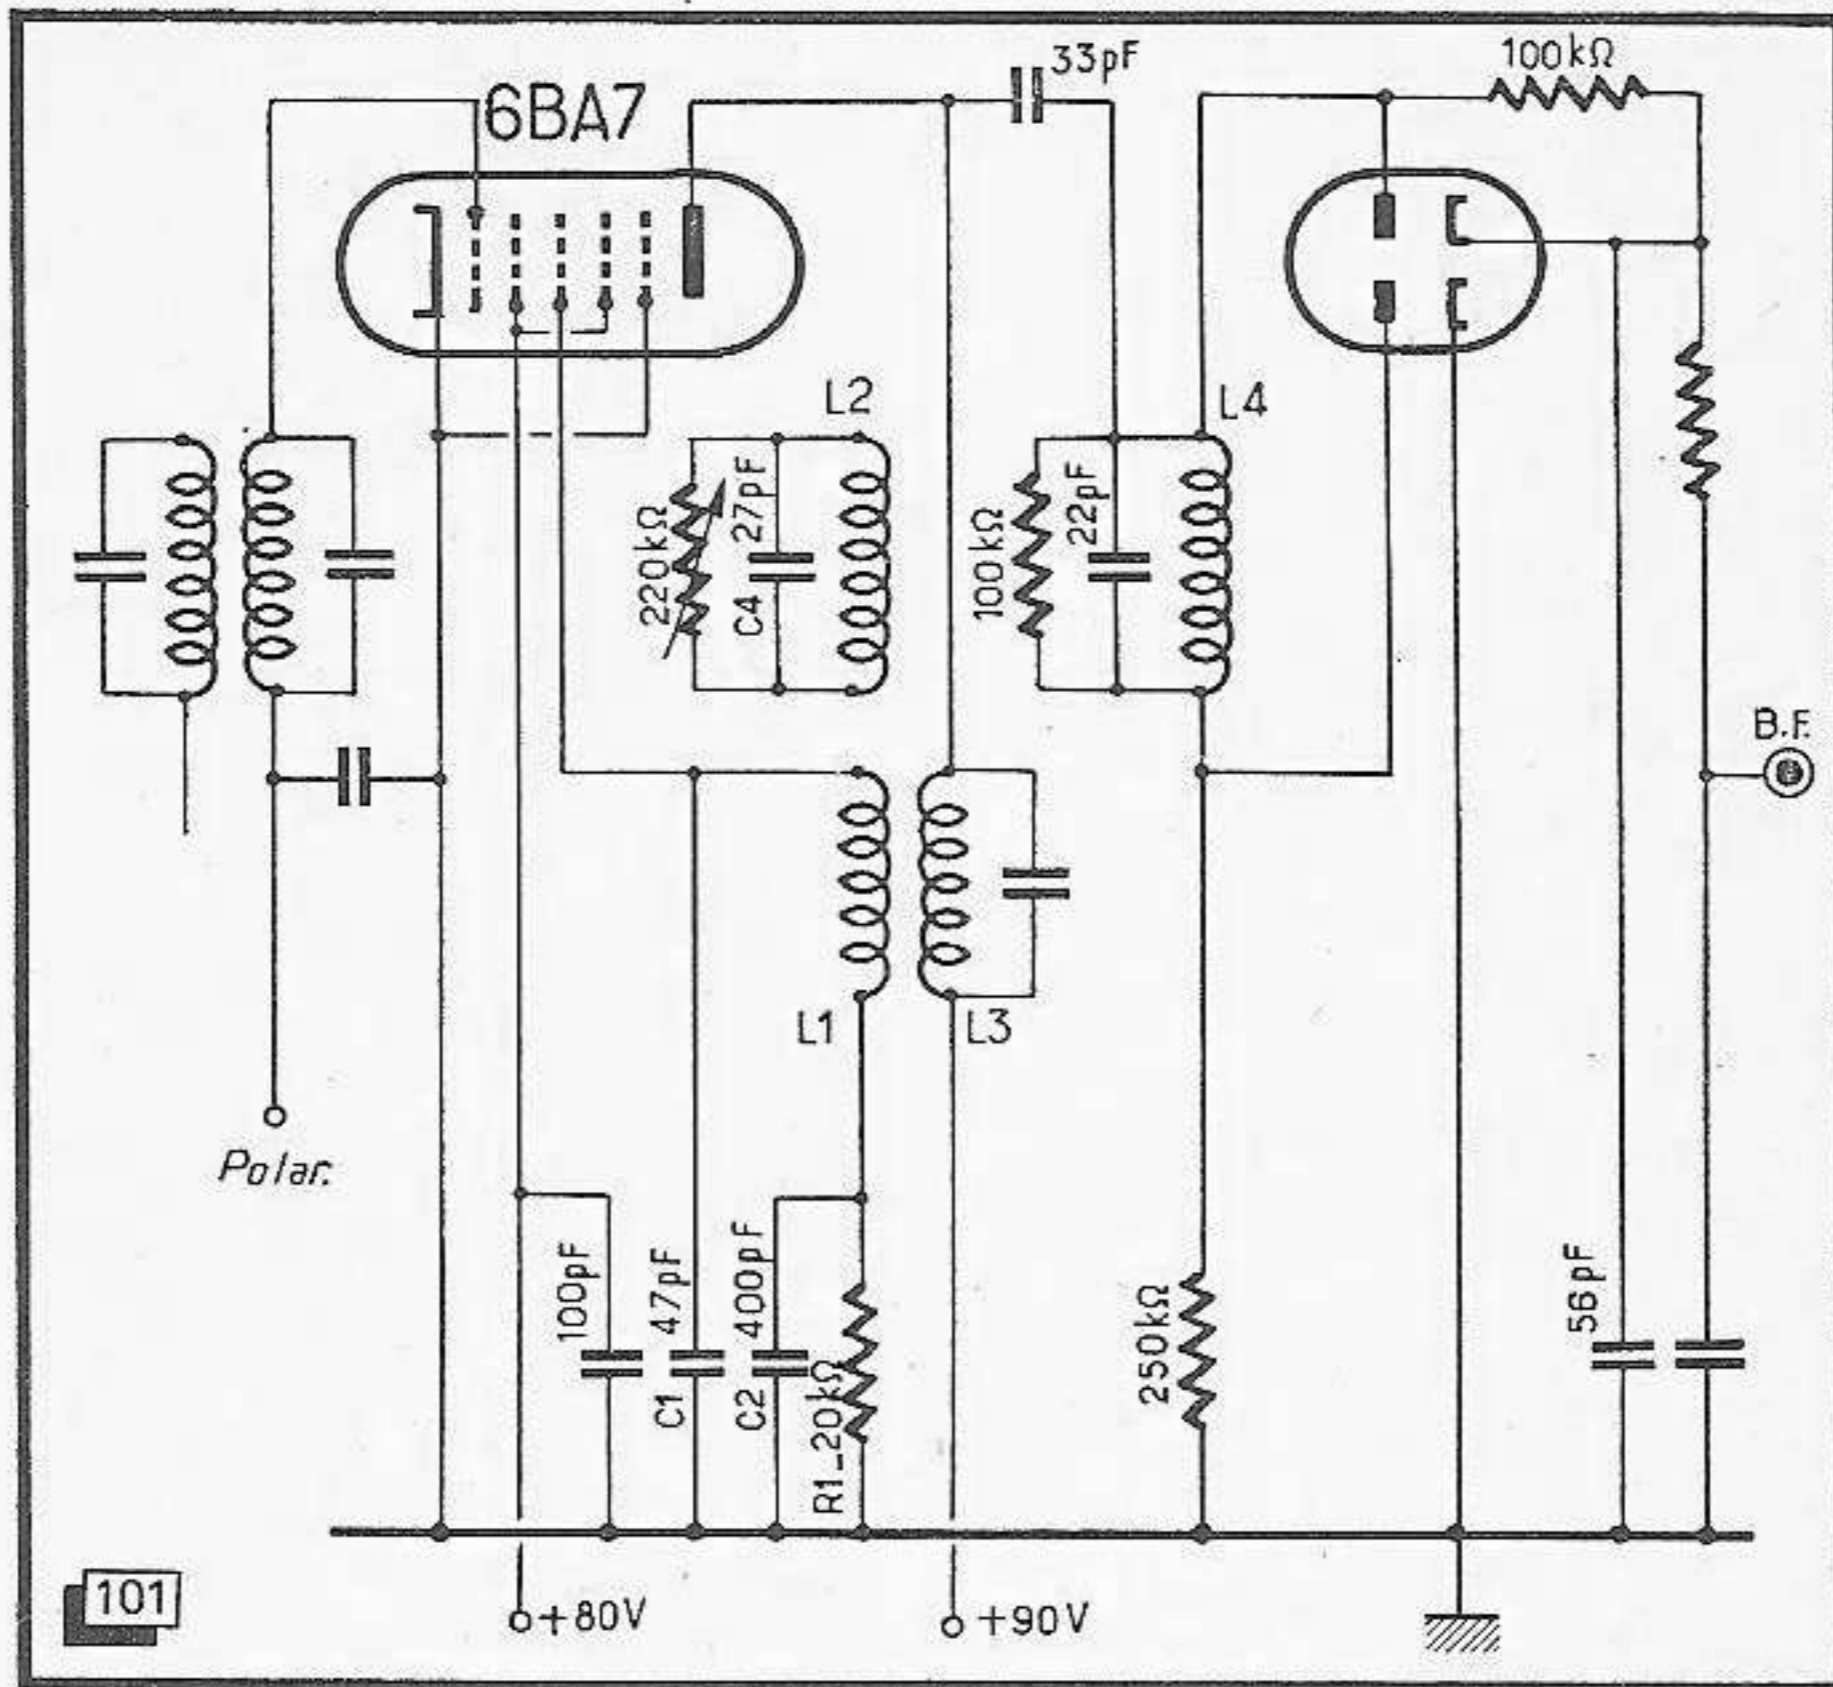 6BA7
33pF
100kΩ
L2
L4
220kΩ
C4 27pF
100kΩ
22pF
B.F.
L1
L3
Polar.
100pF
C1 47pF
C2 400pF
R1_20kΩ
250kΩ
56pF
101
+80V
+90V